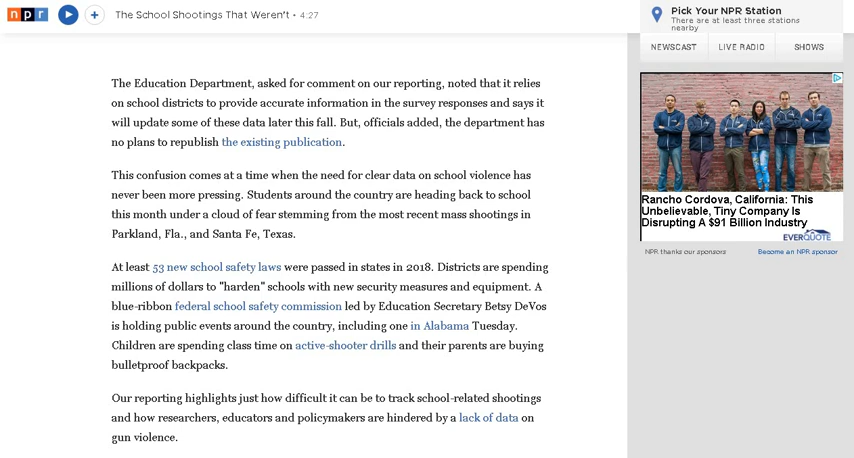 npr
The School Shootings That Weren't • 4:27
Pick Your NPR Station
There are at least three stations
nearby
NEWSCAST
LIVE RADIO
SHOWS
The Education Department, asked for comment on our reporting, noted that it relies
on school districts to provide accurate information in the survey responses and says it
will update some of these data later this fall. But, officials added, the department has
no plans to republish the existing publication.
This confusion comes at a time when the need for clear data on school violence has
never been more pressing. Students around the country are heading back to school
this month under a cloud of fear stemming from the most recent mass shootings in
Parkland, Fla., and Santa Fe, Texas.
At least 53 new school safety laws were passed in states in 2018. Districts are spending
millions of dollars to "harden" schools with new security measures and equipment. A
blue-ribbon federal school safety commission led by Education Secretary Betsy DeVos
is holding public events around the country, including one in Alabama Tuesday.
Children are spending class time on active-shooter drills and their parents are buying
bulletproof backpacks.
Our reporting highlights just how difficult it can be to track school-related shootings
and how researchers, educators and policymakers are hindered by a lack of data on
gun violence.
Rancho Cordova, California: This
Unbelievable, Tiny Company Is
Disrupting A $91 Billion Industry
EVERQUOTE
NPR thanks our sponsors
Become an NPR sponsor